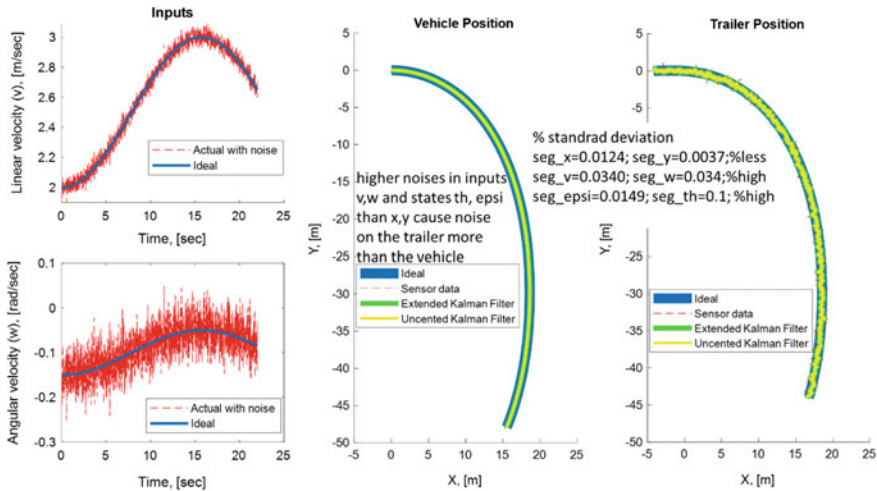 Inputs
Linear velocity (v), [m/sec]
3
2.8
2.6
2.4
2.2
2
Actual with noise
Ideal
0 5 10 15 20 25
Time, [sec]
Angular velocity (w), [rad/sec]
0.1
0
-0.1
-0.2
-0.3
Actual with noise
Ideal
0 5 10 15 20 25
Time, [sec]
Vehicle Position
Y, [m]
5
0
-5
-10
-15
-20
-25
-30
-35
-40
-45
-50
higher noises in inputs
v,w and states th, epsi
than x,y cause noise
on the trailer more
than the vehicle
Ideal
Sensor data
Extended Kalman Filter
Uncented Kalman Filter
-5 0 5 10 15 20 25
X, [m]
Trailer Position
% standrad deviation
seg_x=0.0124; seg_y=0.0037;%less
seg_v=0.0340; seg_w=0.034;%high
seg_epsi=0.0149; seg_th=0.1; %high
Y, [m]
5
0
-5
-10
-25
-30
-35
-40
-45
-50
Ideal
Sensor data
Extended Kalman Filter
Uncented Kalman Filter
-5 0 5 10 15 20 25
X, [m]